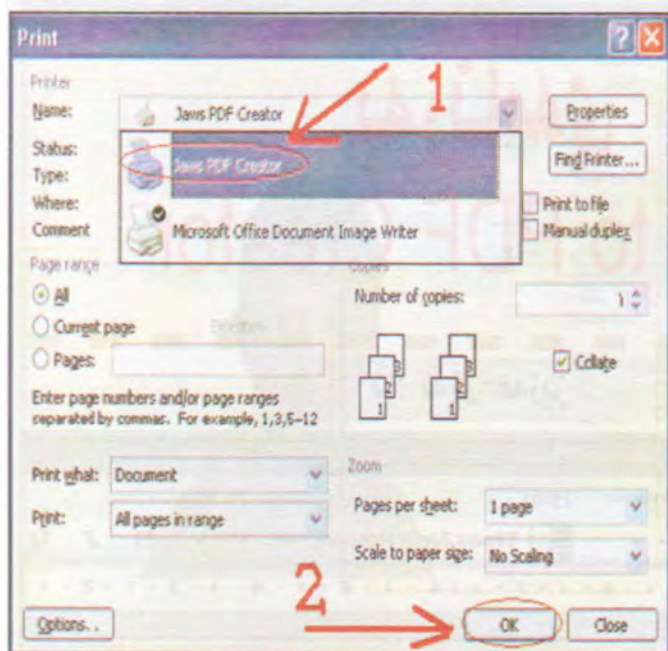 Print
Printer
Name: Jaws PDF Creator Properties
Status: Jaws PDF Creator Find Printer...
Type:
Where: Print to file
Comment Microsoft Office Document Image Writer Manual duplex
Page range Copies
All Number of copies: 1
Current page
Pages: Collate
Enter page numbers and/or page ranges
separated by commas. For example, 1,3,5–12
Print what: Document Zoom
Print: All pages in range Pages per sheet: 1 page
Scale to paper size: No Scaling
Options. . OK Close
1
2